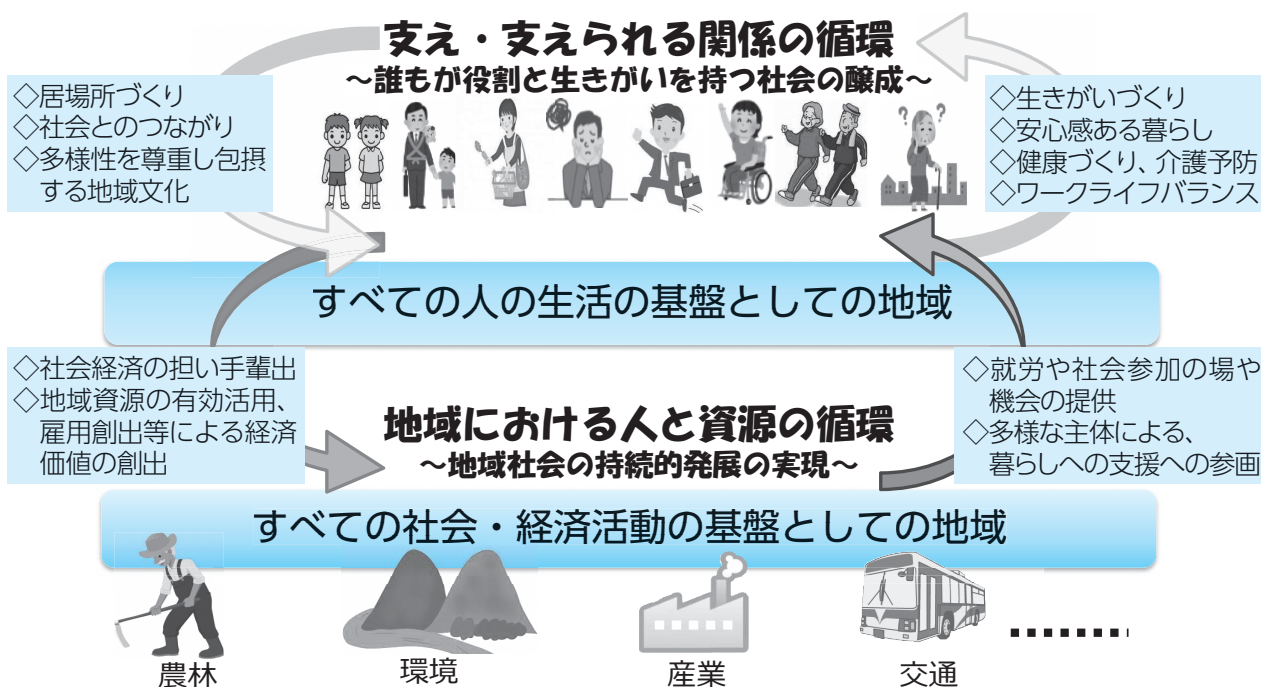 支え・支えられる関係の循環
～誰もが役割と生きがいを持つ社会の醸成～
◇居場所づくり
◇社会とのつながり
◇多様性を尊重し包摂
する地域文化
◇生きがいづくり
◇安心感ある暮らし
◇健康づくり、介護予防
◇ワークライフバランス
すべての人の生活の基盤としての地域
◇社会経済の担い手輩出
◇地域資源の有効活用、
雇用創出等による経済
価値の創出
地域における人と資源の循環
～地域社会の持続的発展の実現～
◇就労や社会参加の場や
機会の提供
◇多様な主体による、
暮らしへの支援への参画
すべての社会・経済活動の基盤としての地域
農林
環境
産業
交通